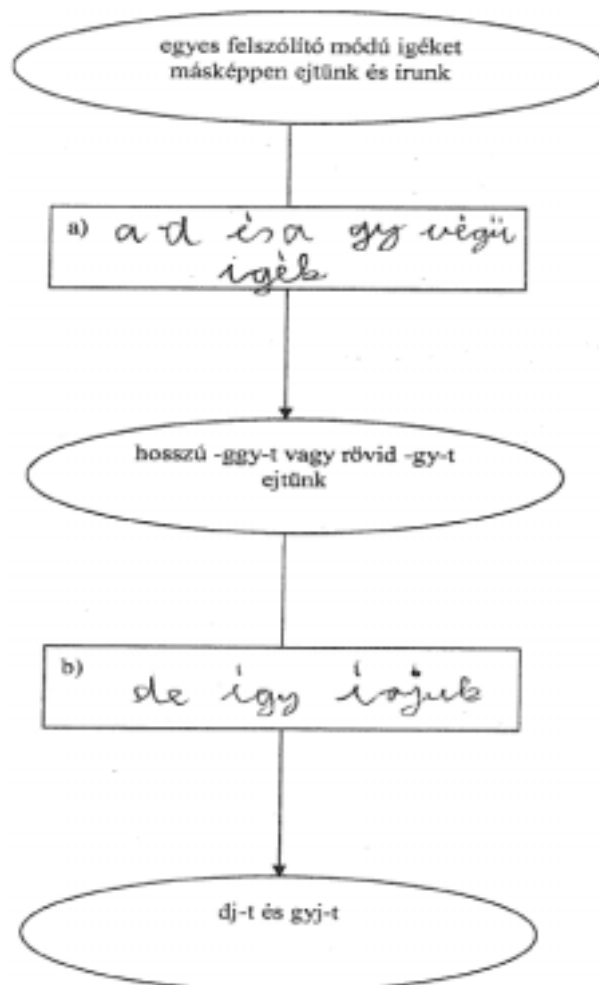 egyes felszólító módú igéket
másképpen ejtünk és írunk
a) a -d és a gy végű
igék
hosszú -ggy-t vagy rövid -gy-t
ejtünk
b)
de így írjuk
dj-t és gyj-t